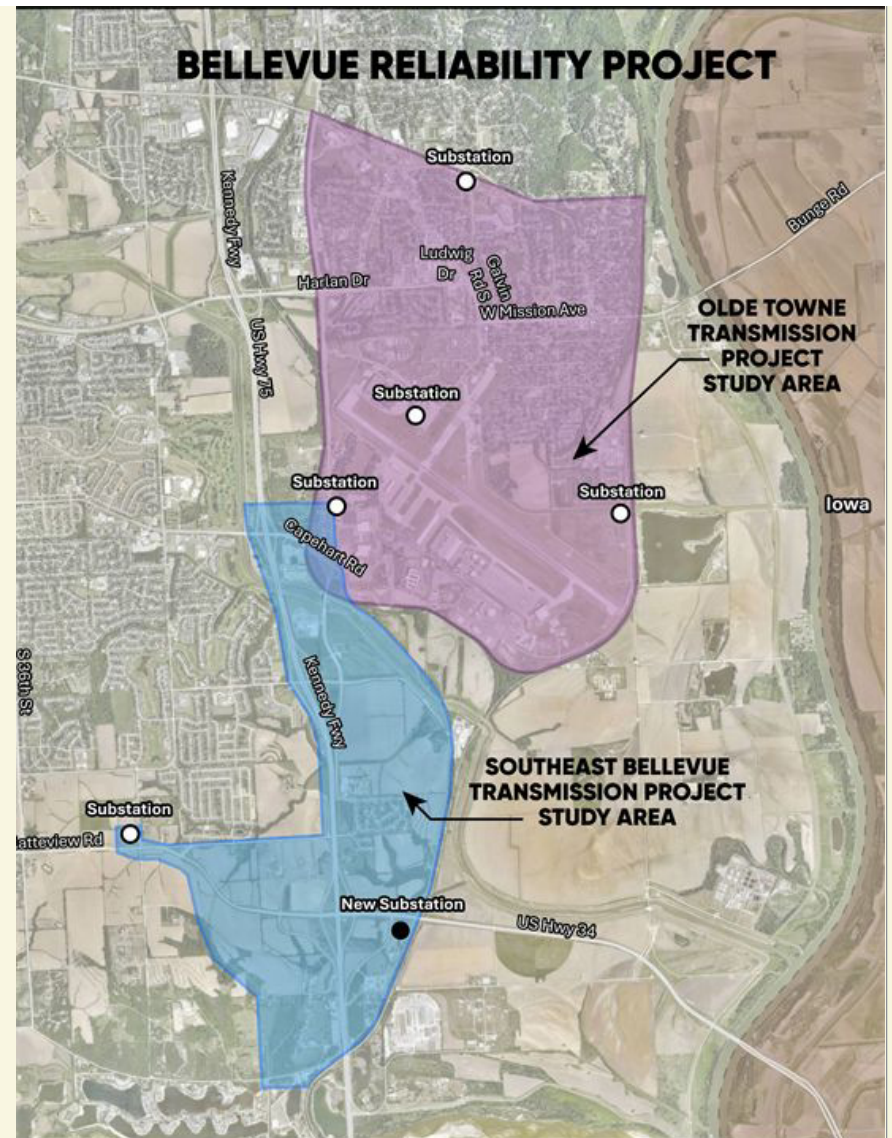 BELLEVUE RELIABILITY PROJECT
Substation
Kennedy Fwy
Bunge Rd
Ludwig
Dr
Galvin
Rd S
Harlan Dr
W Mission Ave
OLDE TOWNE
TRANSMISSION
PROJECT
STUDY AREA
US Hwy 75
Substation
Substation
Substation
Iowa
Capehart Rd
S 36th St
Kennedy Fwy
SOUTHEAST BELLEVUE
TRANSMISSION PROJECT
STUDY AREA
Substation
latteview Rd
New Substation
US Hwy 34